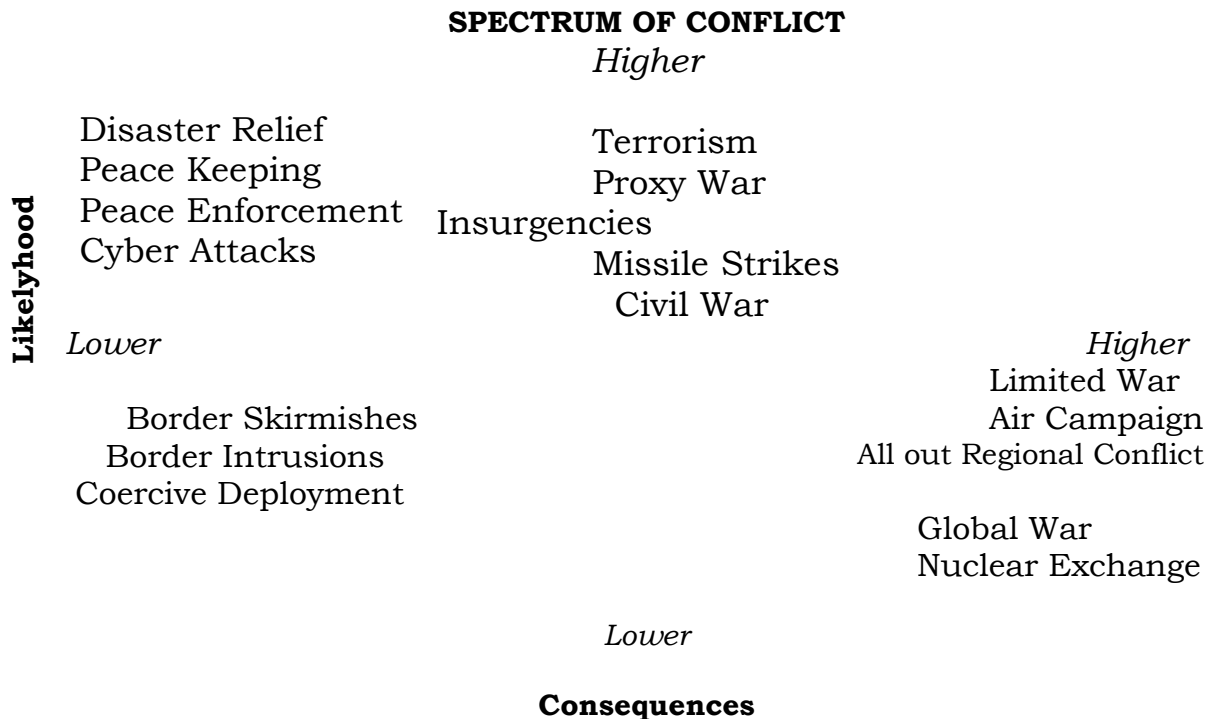 SPECTRUM OF CONFLICT
Higher
Disaster Relief
Peace Keeping
Peace Enforcement
Cyber Attacks
Terrorism
Proxy War
Insurgencies
Missile Strikes
Civil War
Likelyhood
Lower
Higher
Border Skirmishes
Border Intrusions
Coercive Deployment
Limited War
Air Campaign
All out Regional Conflict
Global War
Nuclear Exchange
Lower
Consequences